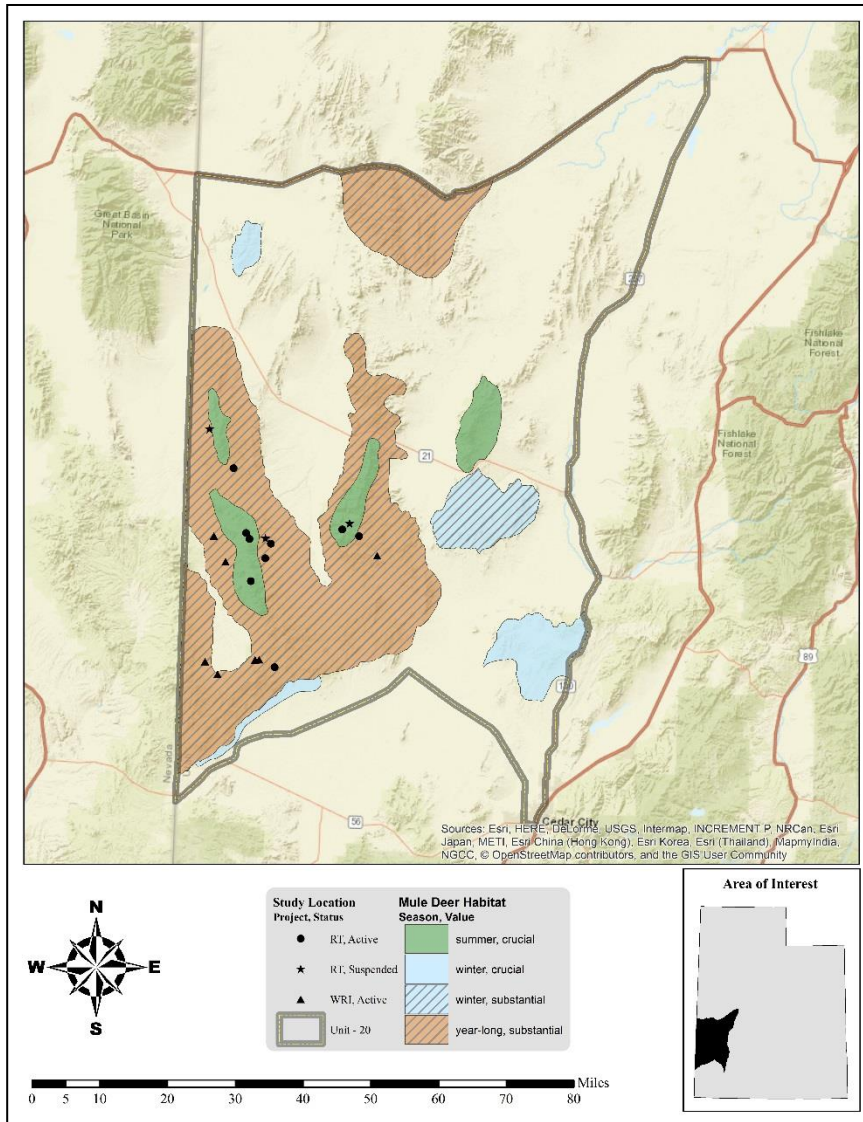 Great Basin
National
Park
257
Fishlake
National
Forest
Fishlake
National
Forest
21
89
130
Nevada
56
Cedar City
Sources: Esri, HERE, DeLorme, USGS, Intermap, INCREMENT P, NRCan, Esri
Japan, METI, Esri China (Hong Kong), Esri Korea, Esri (Thailand), MapmyIndia,
NGCC, © OpenStreetMap contributors, and the GIS User Community
N
W E
S
Study Location
Project, Status
RT, Active
RT, Suspended
WRI, Active
Unit - 20
Mule Deer Habitat
Season, Value
summer, crucial
winter, crucial
winter, substantial
year-long, substantial
Area of Interest
Miles
0 5 10 20 30 40 50 60 70 80